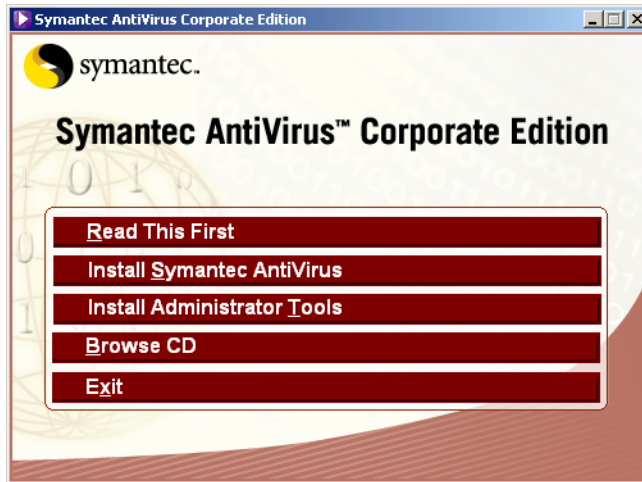 Symantec AntiVirus Corporate Edition
symantec™
Symantec AntiVirus™ Corporate Edition
Read This First
Install Symantec AntiVirus
Install Administrator Tools
Browse CD
Exit